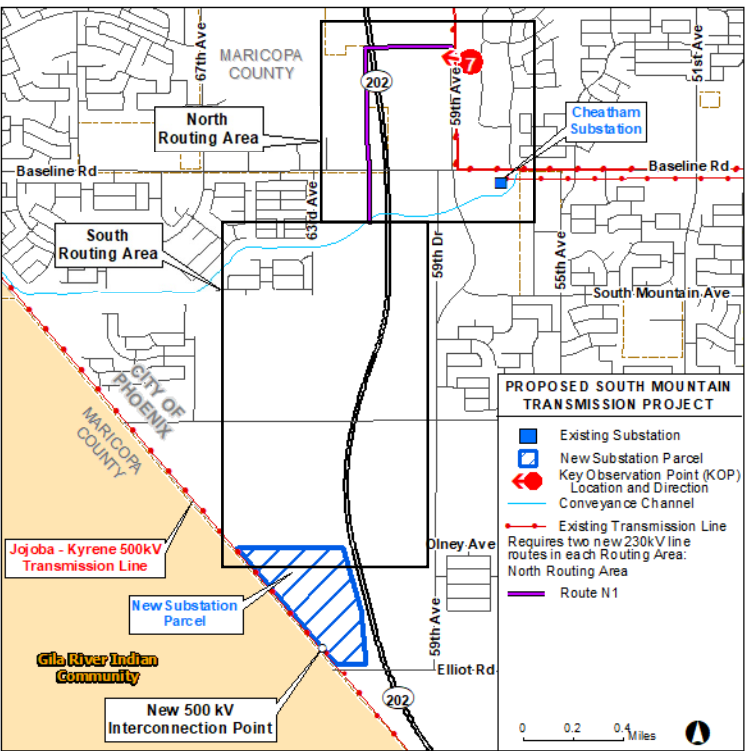 67th Ave
MARICOPA
COUNTY
202
59th Ave
7
51st Ave
North
Routing Area
Cheatham
Substation
Baseline Rd
Baseline Rd
63rd Ave
South
Routing Area
59th Dr
55th Ave
South Mountain Ave
CITY OF
PHOENIX
MARICOPA
COUNTY
PROPOSED SOUTH MOUNTAIN
TRANSMISSION PROJECT
Existing Substation
New Substation Parcel
Key Observation Point (KOP)
Location and Direction
Conveyance Channel
Existing Transmission Line
Requires two new 230kV line
routes in each Routing Area:
North Routing Area
Route N1
Jojoba - Kyrene 500kV
Transmission Line
Olney Ave
New Substation
Parcel
59th Ave
Gila River Indian
Community
Elliot Rd
New 500 kV
Interconnection Point
202
0 0.2 0.4
Miles